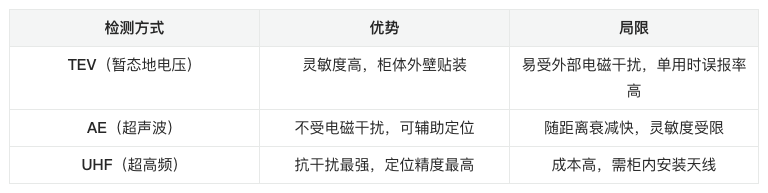 检测方式 优势 局限
TEV（暂态地电压） 灵敏度高，柜体外壁贴装 易受外部电磁干扰，单用时误报率
高
AE（超声波） 不受电磁干扰，可辅助定位 随距离衰减快，灵敏度受限
UHF（超高频） 抗干扰最强，定位精度最高 成本高，需柜内安装天线